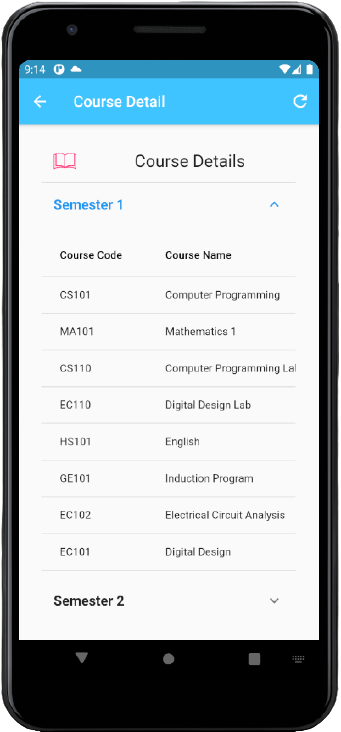 9:14
Course Detail
Course Details
Semester 1
Course Code Course Name
CS101 Computer Programming
MA101 Mathematics 1
CS110 Computer Programming Lal
EC110 Digital Design Lab
HS101 English
GE101 Induction Program
EC102 Electrical Circuit Analysis
EC101 Digital Design
Semester 2